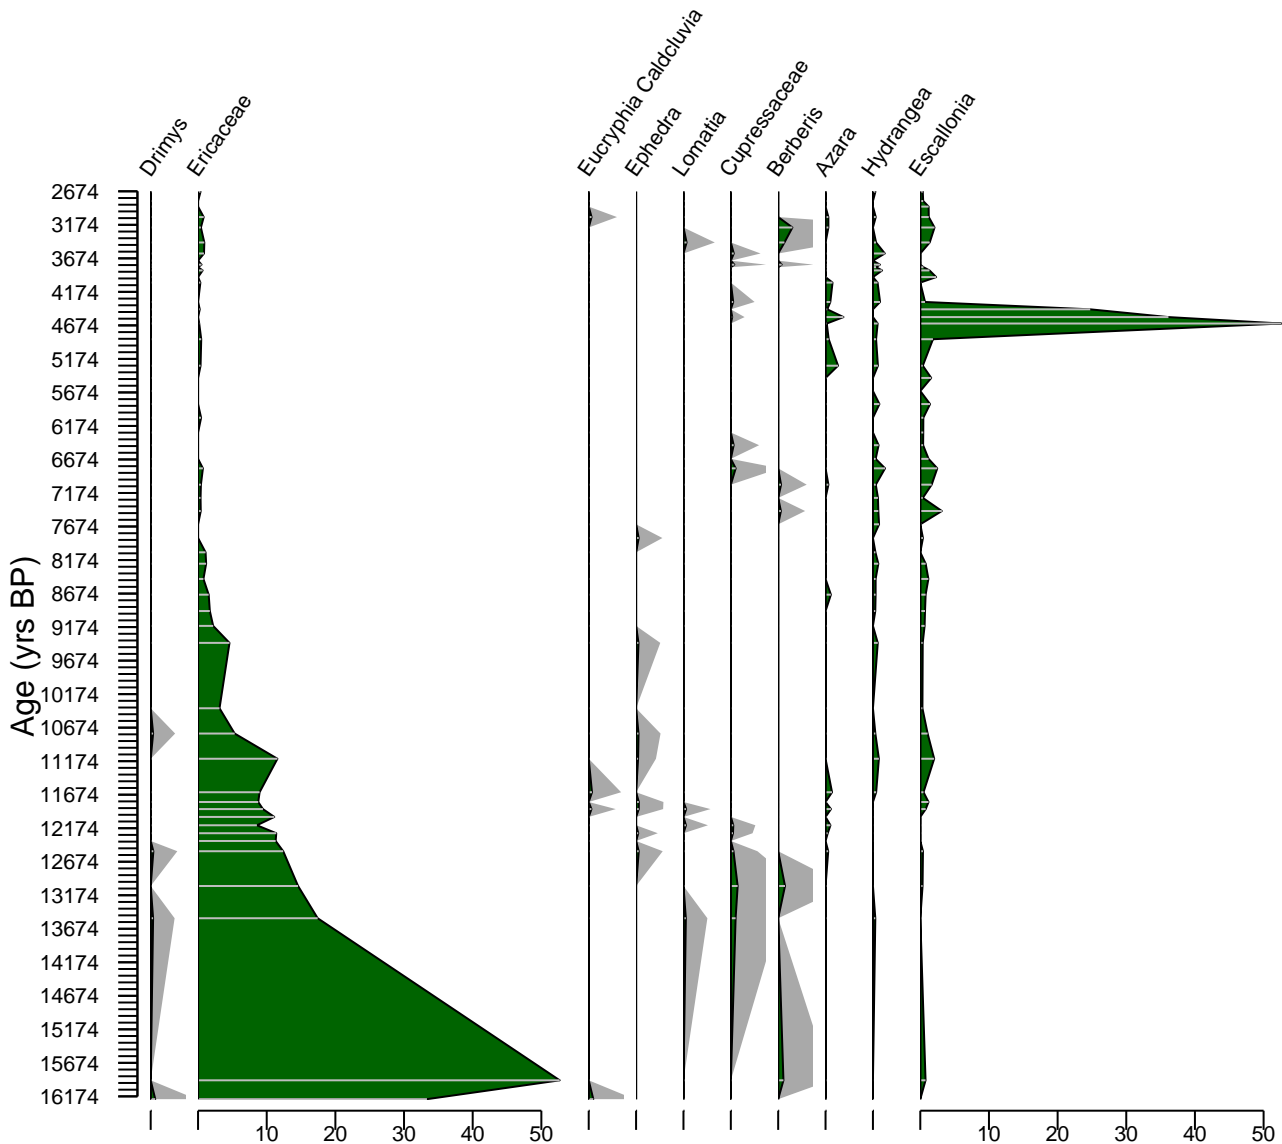 Drimys
Ericaceae
Eucryphia Caldcluvia
Ephedra
Lomatia
Cupressaceae
Berberis
Azara
Hydrangea
Escallonia
Age (yrs BP)
2674
3174
3674
4174
4674
5174
5674
6174
6674
7174
7674
8174
8674
9174
9674
10174
10674
11174
11674
12174
12674
13174
13674
14174
14674
15174
15674
16174
10 20 30 40 50 10 20 30 40 50